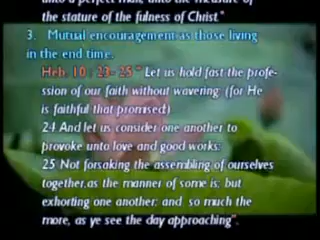 unto a perfect man, unto the measure of
the stature of the fulness of Christ."
3. Mutual encouragement as those living
in the end time.
Heb. 10 : 23- 25 " Let us hold fast the profe-
ssion of our faith without wavering: (for He
is faithful that promised:)
24 And let us consider one another to
provoke unto love and good works:
25 Not forsaking the assembling of ourselves
together,as the manner of some is; but
exhorting one another: and so much the
more, as ye see the day approaching".